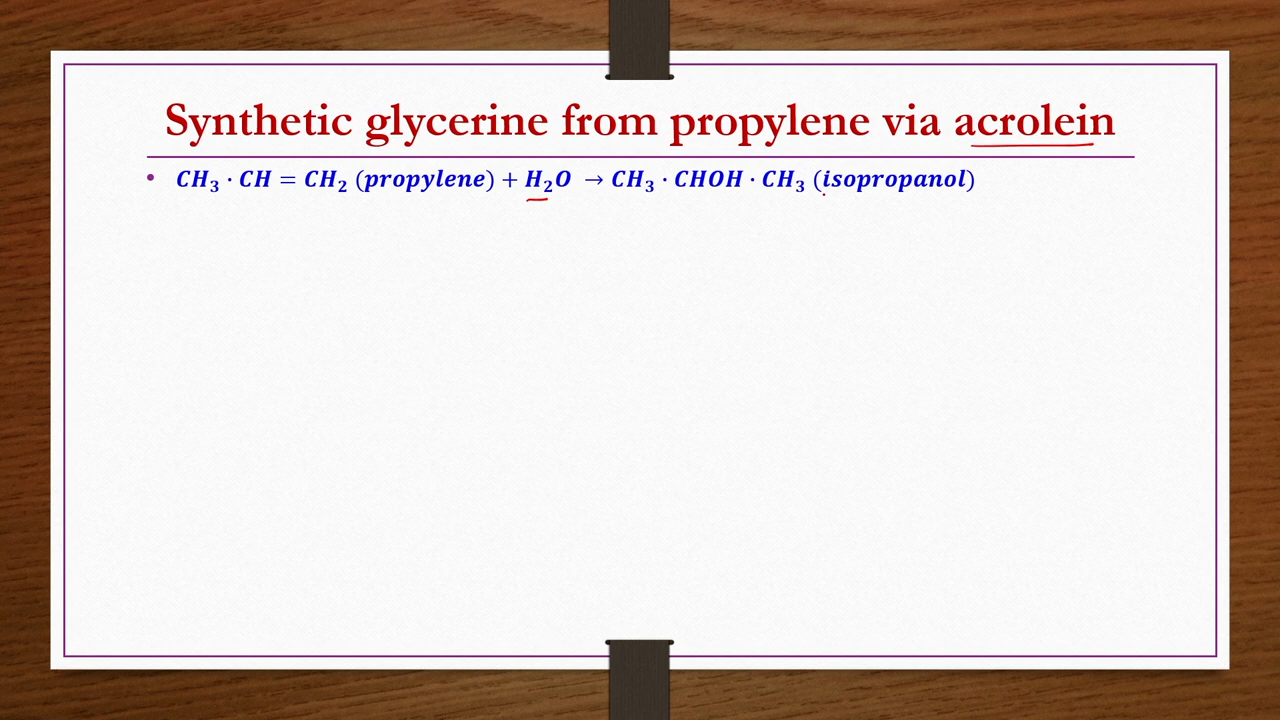 Synthetic glycerine from propylene via acrolein
• CH₃ · CH = CH₂ (propylene) + H₂O → CH₃ · CHOH · CH₃ (isopropanol)